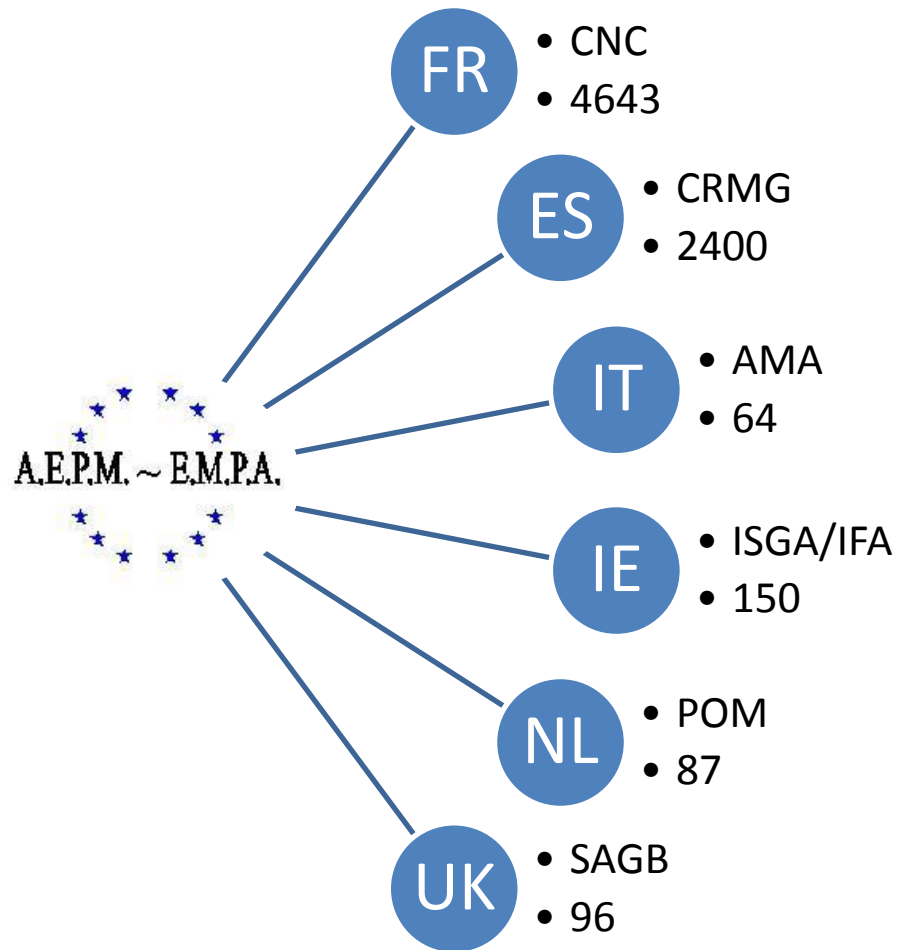 FR
• CNC
• 4643
ES
• CRMG
• 2400
IT
• AMA
• 64
A.E.P.M. ~ E.M.P.A.
IE
• ISGA/IFA
• 150
NL
• POM
• 87
UK
• SAGB
• 96